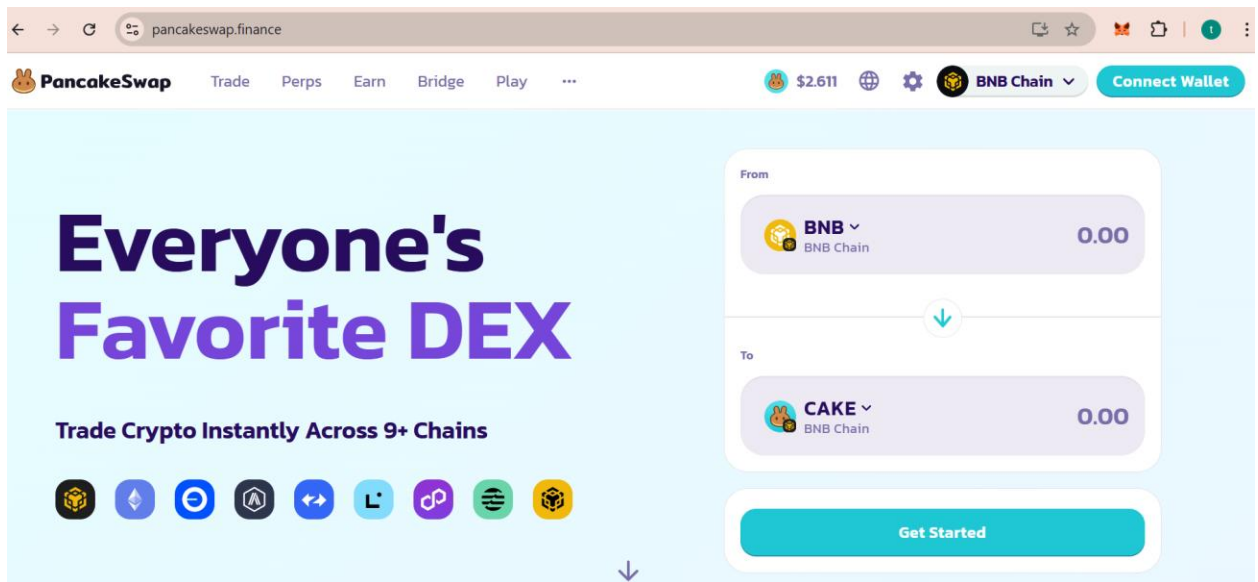 pancakeswap.finance
t
PancakeSwap Trade Perps Earn Bridge Play ... $2.611 BNB Chain Connect Wallet
Everyone's
Favorite DEX
Trade Crypto Instantly Across 9+ Chains
From
BNB 0.00
BNB Chain
To
CAKE 0.00
BNB Chain
Get Started